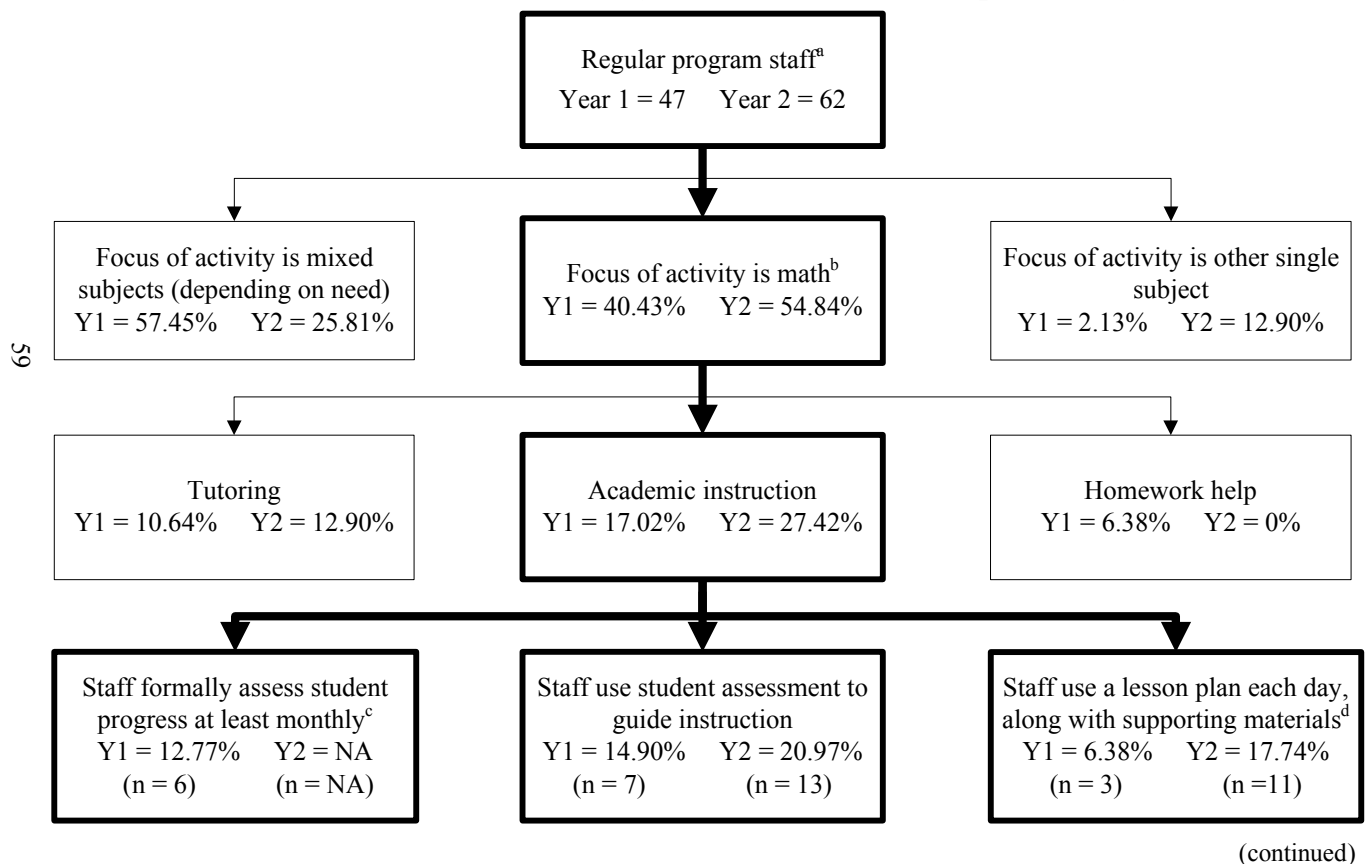 Regular program staffᵃ
Year 1 = 47 Year 2 = 62
Focus of activity is mixed
subjects (depending on need)
Y1 = 57.45% Y2 = 25.81%
Focus of activity is mathᵇ
Y1 = 40.43% Y2 = 54.84%
Focus of activity is other single
subject
Y1 = 2.13% Y2 = 12.90%
59
Tutoring
Y1 = 10.64% Y2 = 12.90%
Academic instruction
Y1 = 17.02% Y2 = 27.42%
Homework help
Y1 = 6.38% Y2 = 0%
Staff formally assess student
progress at least monthlyᶜ
Y1 = 12.77% Y2 = NA
(n = 6) (n = NA)
Staff use student assessment to
guide instruction
Y1 = 14.90% Y2 = 20.97%
(n = 7) (n = 13)
Staff use a lesson plan each day,
along with supporting materialsᵈ
Y1 = 6.38% Y2 = 17.74%
(n = 3) (n =11)
(continued)